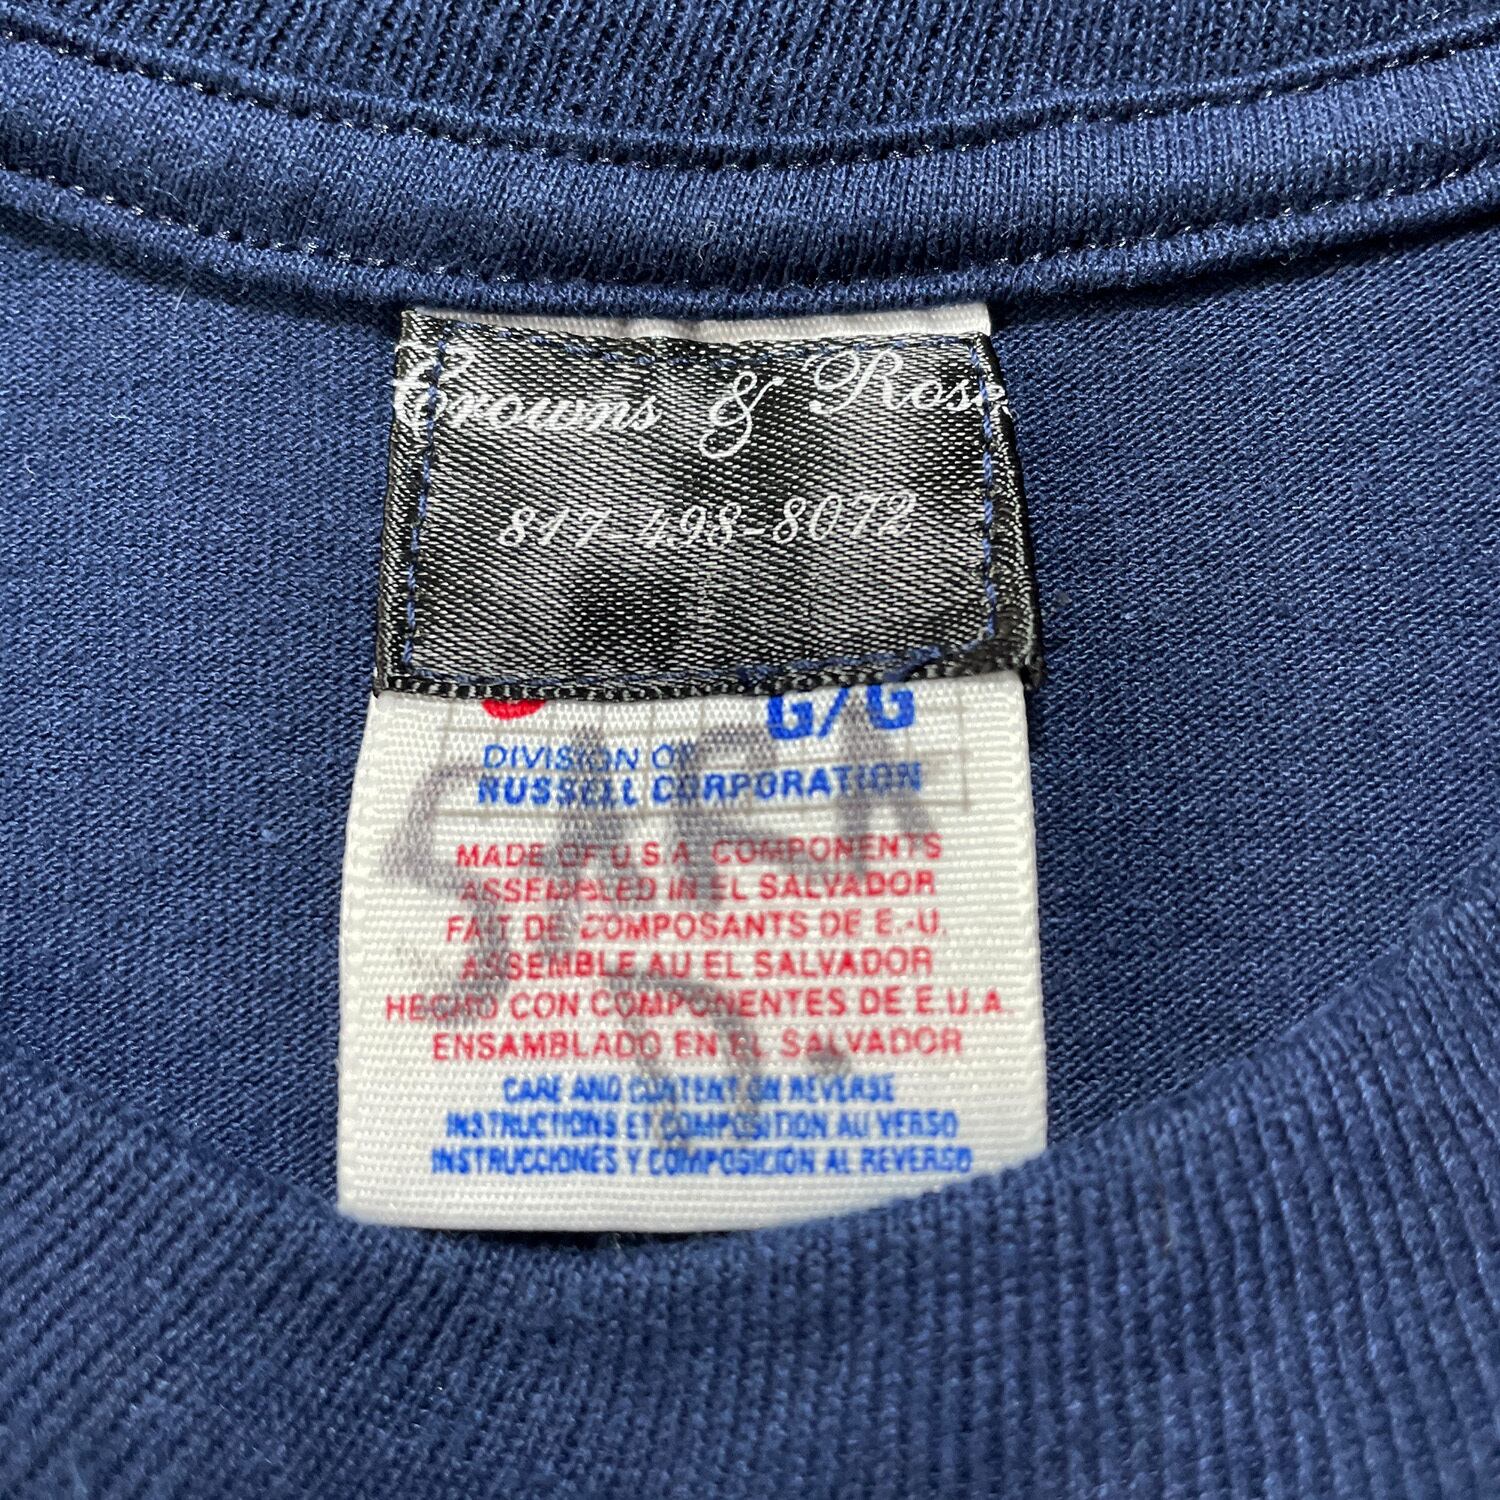 Crowns & Rose
817-498-8072
G/G
DIVISION OF
RUSSELL CORPORATION
MADE OF U.S.A. COMPONENTS
ASSEMBLED IN EL SALVADOR
FAIT DE COMPOSANTS DE E.-U.
ASSEMBLE AU EL SALVADOR
HECHO CON COMPONENTES DE E.U.A.
ENSAMBLADO EN EL SALVADOR
CARE AND CONTENT ON REVERSE
INSTRUCTIONS ET COMPOSITION AU VERSO
INSTRUCCIONES Y COMPOSICION AL REVERSO
SARA